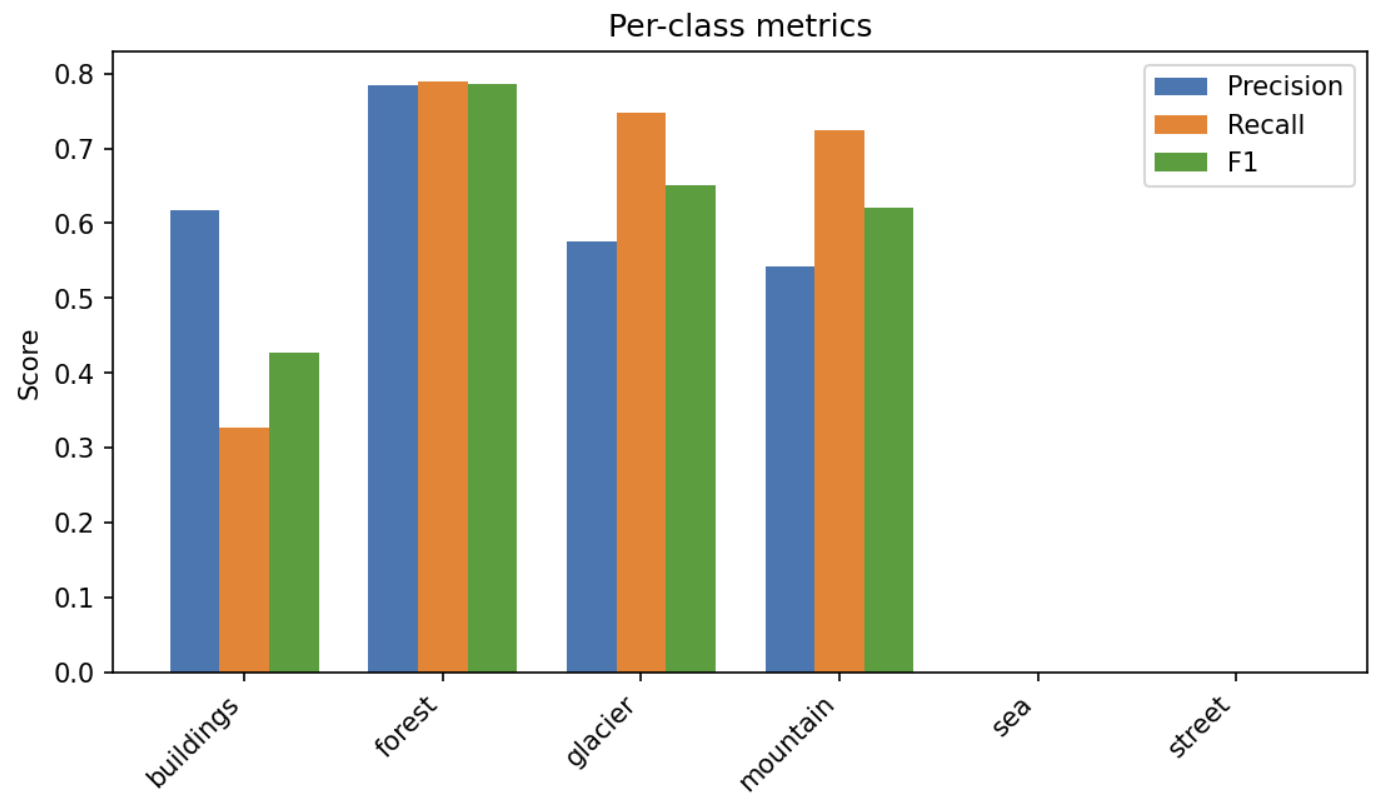 Per-class metrics
Precision
Recall
F1
Score
0.8
0.7
0.6
0.5
0.4
0.3
0.2
0.1
0.0
buildings
forest
glacier
mountain
sea
street